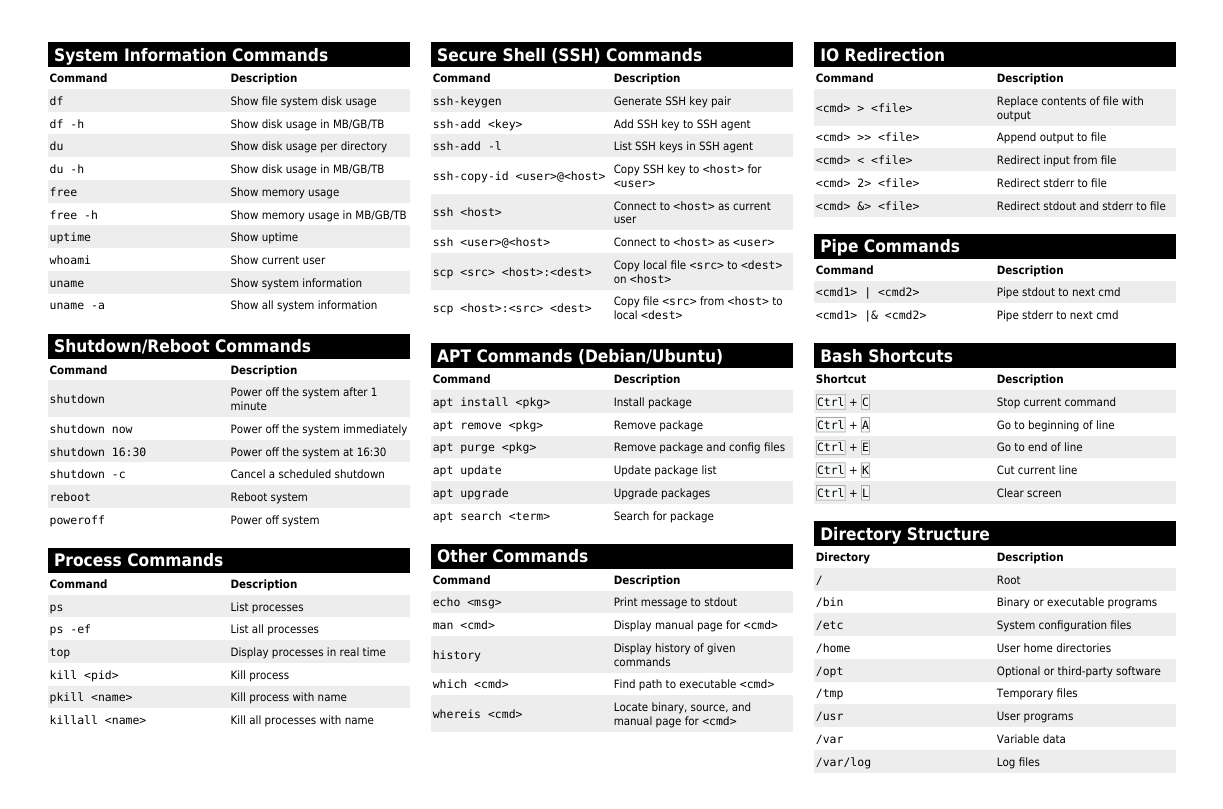 System Information Commands
Command Description
df Show file system disk usage
df -h Show disk usage in MB/GB/TB
du Show disk usage per directory
du -h Show disk usage in MB/GB/TB
free Show memory usage
free -h Show memory usage in MB/GB/TB
uptime Show uptime
whoami Show current user
uname Show system information
uname -a Show all system information
Shutdown/Reboot Commands
Command Description
shutdown Power off the system after 1
minute
shutdown now Power off the system immediately
shutdown 16:30 Power off the system at 16:30
shutdown -c Cancel a scheduled shutdown
reboot Reboot system
poweroff Power off system
Process Commands
Command Description
ps List processes
ps -ef List all processes
top Display processes in real time
kill <pid> Kill process
pkill <name> Kill process with name
killall <name> Kill all processes with name
Secure Shell (SSH) Commands
Command Description
ssh-keygen Generate SSH key pair
ssh-add <key> Add SSH key to SSH agent
ssh-add -l List SSH keys in SSH agent
ssh-copy-id <user>@<host> Copy SSH key to <host> for
<user>
ssh <host> Connect to <host> as current
user
ssh <user>@<host> Connect to <host> as <user>
scp <src> <host>:<dest> Copy local file <src> to <dest>
on <host>
scp <host>:<src> <dest> Copy file <src> from <host> to
local <dest>
APT Commands (Debian/Ubuntu)
Command Description
apt install <pkg> Install package
apt remove <pkg> Remove package
apt purge <pkg> Remove package and config files
apt update Update package list
apt upgrade Upgrade packages
apt search <term> Search for package
Other Commands
Command Description
echo <msg> Print message to stdout
man <cmd> Display manual page for <cmd>
history Display history of given
commands
which <cmd> Find path to executable <cmd>
whereis <cmd> Locate binary, source, and
manual page for <cmd>
IO Redirection
Command Description
<cmd> > <file> Replace contents of file with
output
<cmd> >> <file> Append output to file
<cmd> < <file> Redirect input from file
<cmd> 2> <file> Redirect stderr to file
<cmd> &> <file> Redirect stdout and stderr to file
Pipe Commands
Command Description
<cmd1> | <cmd2> Pipe stdout to next cmd
<cmd1> |& <cmd2> Pipe stderr to next cmd
Bash Shortcuts
Shortcut Description
Ctrl + C Stop current command
Ctrl + A Go to beginning of line
Ctrl + E Go to end of line
Ctrl + K Cut current line
Ctrl + L Clear screen
Directory Structure
Directory Description
/ Root
/bin Binary or executable programs
/etc System configuration files
/home User home directories
/opt Optional or third-party software
/tmp Temporary files
/usr User programs
/var Variable data
/var/log Log files